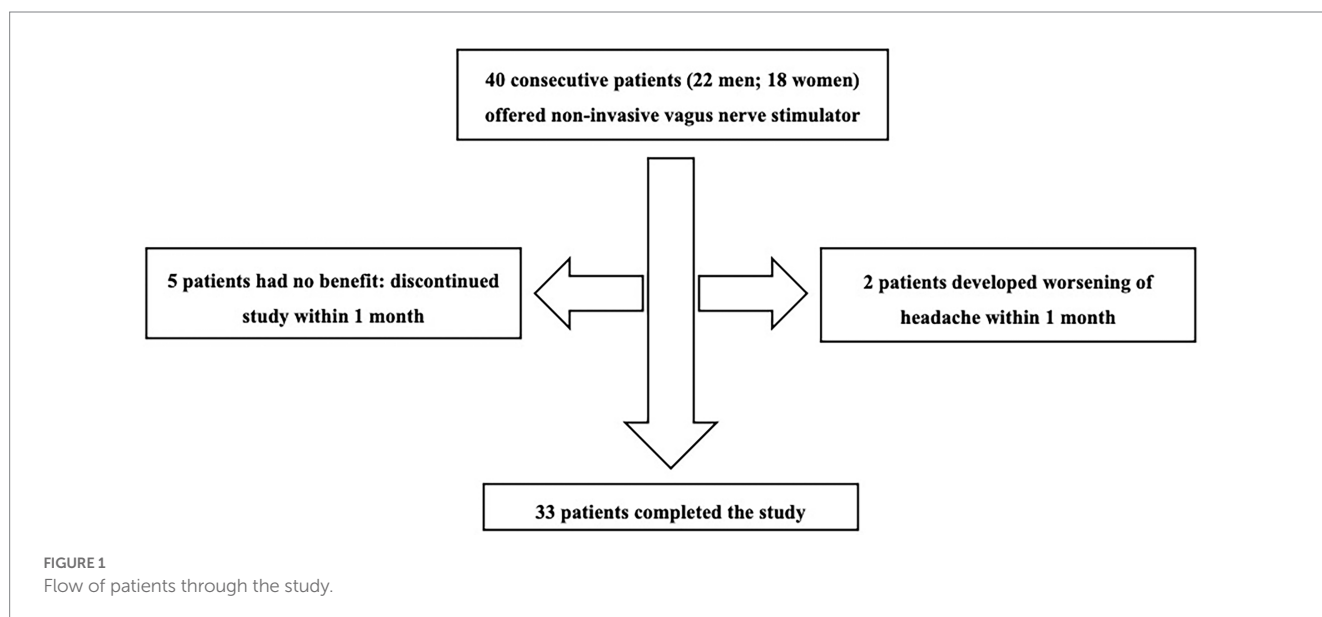 40 consecutive patients (22 men; 18 women)
offered non-invasive vagus nerve stimulator
5 patients had no benefit: discontinued
study within 1 month
2 patients developed worsening of
headache within 1 month
33 patients completed the study
FIGURE 1
Flow of patients through the study.